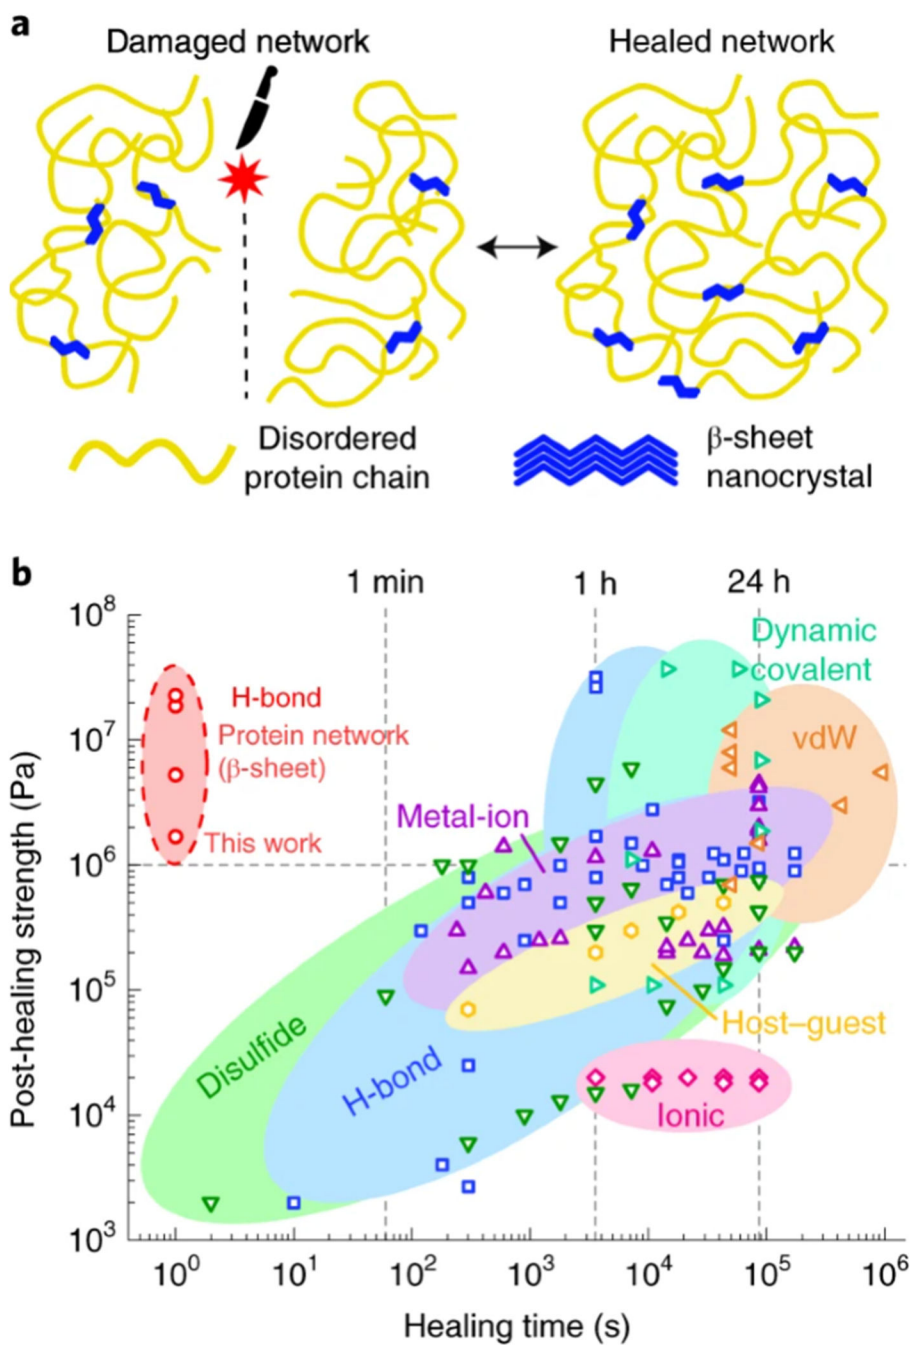 a
Damaged network
Healed network
Disordered
protein chain
β-sheet
nanocrystal
b
1 min
1 h
24 h
10⁸
10⁷
10⁶
10⁵
10⁴
10³
Post-healing strength (Pa)
H-bond
Protein network
(β-sheet)
This work
Dynamic
covalent
vdW
Metal-ion
Host–guest
Disulfide
H-bond
Ionic
10⁰
10¹
10²
10³
10⁴
10⁵
10⁶
Healing time (s)